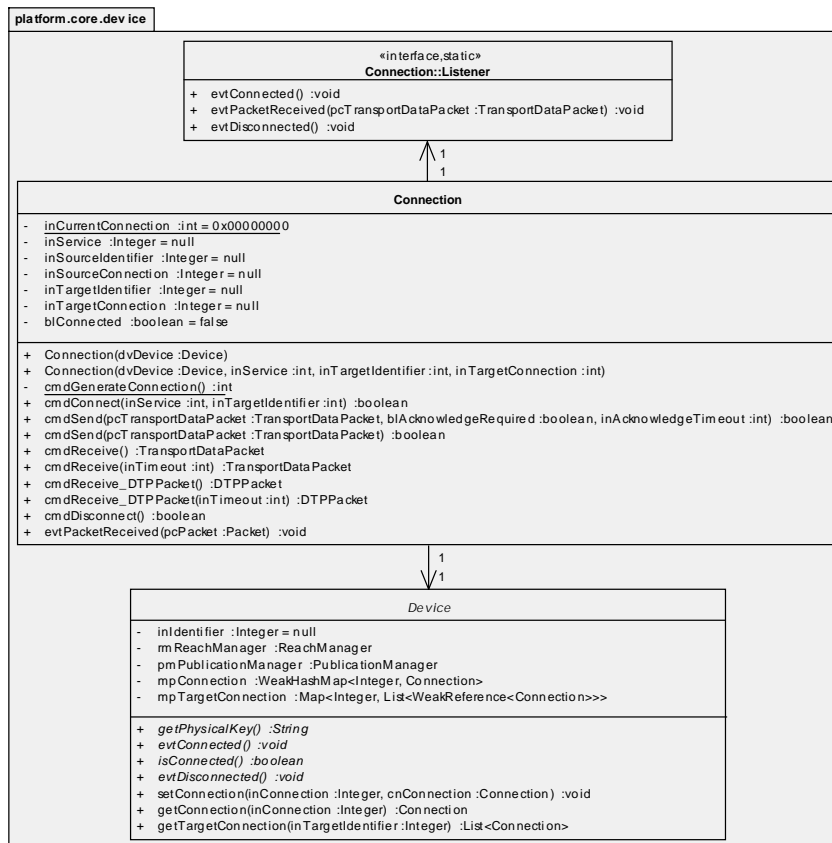 platform.core.device
«interface,static»
Connection::Listener
+ evtConnected() :void
+ evtPacketReceived(pcTransportDataPacket :TransportDataPacket) :void
+ evtDisconnected() :void
1
1
Connection
- inCurrentConnection :int = 0x00000000
- inService :Integer = null
- inSourceIdentifier :Integer = null
- inSourceConnection :Integer = null
- inTargetIdentifier :Integer = null
- inTargetConnection :Integer = null
- blConnected :boolean = false
+ Connection(dvDevice :Device)
+ Connection(dvDevice :Device, inService :int, inTargetIdentifier :int, inTargetConnection :int)
- cmdGenerateConnection() :int
+ cmdConnect(inService :int, inTargetIdentifier :int) :boolean
+ cmdSend(pcTransportDataPacket :TransportDataPacket, blAcknowledgeRequired :boolean, inAcknowledgeTimeout :int) :boolean
+ cmdSend(pcTransportDataPacket :TransportDataPacket) :boolean
+ cmdReceive() :TransportDataPacket
+ cmdReceive(inTimeout :int) :TransportDataPacket
+ cmdReceive_DTPPacket() :DTPPacket
+ cmdReceive_DTPPacket(inTimeout :int) :DTPPacket
+ cmdDisconnect() :boolean
+ evtPacketReceived(pcPacket :Packet) :void
1
1
Device
- inIdentifier :Integer = null
- rmReachManager :ReachManager
- pmPublicationManager :PublicationManager
- mpConnection :WeakHashMap<Integer, Connection>
- mpTargetConnection :Map<Integer, List<WeakReference<Connection>>>
+ getPhysicalKey() :String
+ evtConnected() :void
+ isConnected() :boolean
+ evtDisconnected() :void
+ setConnection(inConnection :Integer, cnConnection :Connection) :void
+ getConnection(inConnection :Integer) :Connection
+ getTargetConnection(inTargetIdentifier :Integer) :List<Connection>